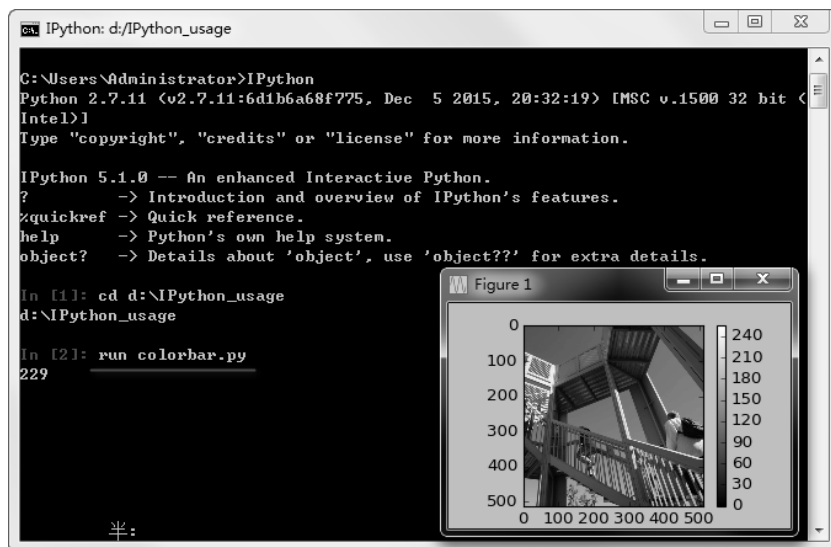 IPython: d:/IPython_usage
C:\Users\Administrator>IPython
Python 2.7.11 (v2.7.11:6d1b6a68f775, Dec  5 2015, 20:32:19) [MSC v.1500 32 bit (
Intel)]
Type "copyright", "credits" or "license" for more information.
IPython 5.1.0 -- An enhanced Interactive Python.
?         -> Introduction and overview of IPython's features.
%quickref -> Quick reference.
help      -> Python's own help system.
object?   -> Details about 'object', use 'object??' for extra details.
In [1]: cd d:\IPython_usage
d:\IPython_usage
In [2]: run colorbar.py
229
半:
Figure 1
0
100
200
300
400
500
0 100 200 300 400 500
240
210
180
150
120
90
60
30
0